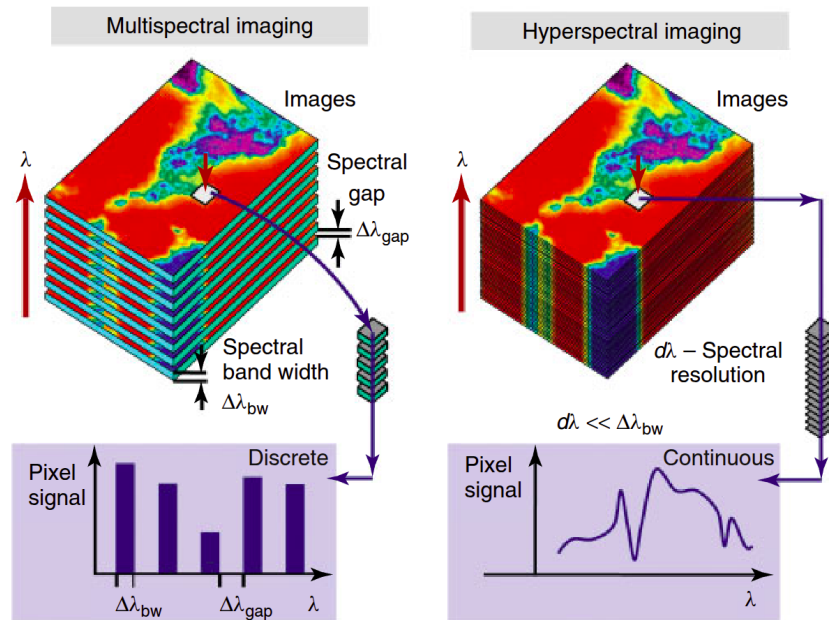 Multispectral imaging
Images
λ
Spectral
gap
Δλgap
Spectral
band width
Δλbw
Discrete
Pixel
signal
Δλbw
Δλgap
λ
Hyperspectral imaging
Images
λ
dλ – Spectral
resolution
dλ << Δλbw
Continuous
Pixel
signal
λ